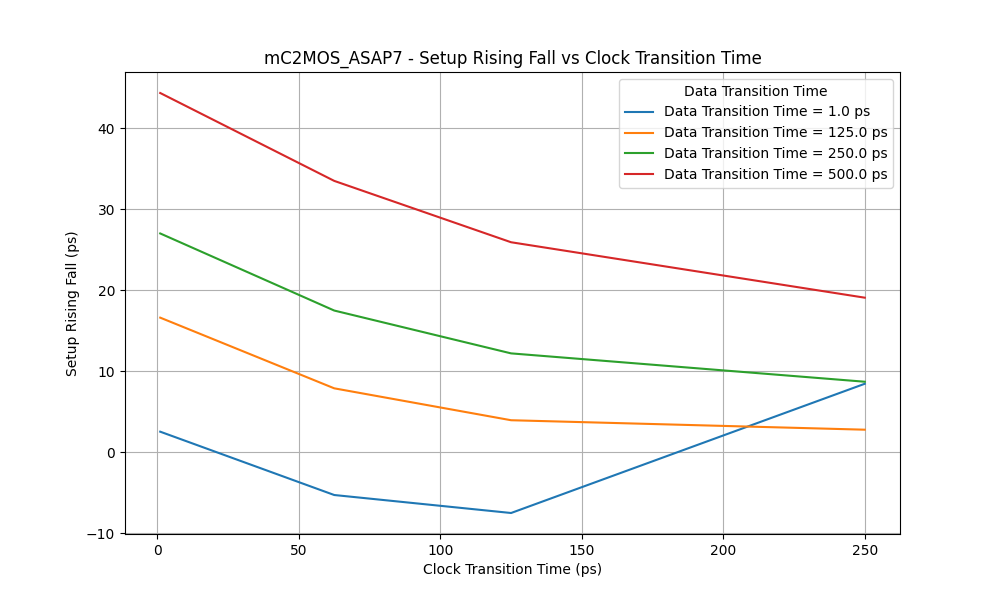 mC2MOS_ASAP7 - Setup Rising Fall vs Clock Transition Time
Data Transition Time
Data Transition Time = 1.0 ps
Data Transition Time = 125.0 ps
Data Transition Time = 250.0 ps
Data Transition Time = 500.0 ps
Setup Rising Fall (ps)
40
30
20
10
0
−10
0 50 100 150 200 250
Clock Transition Time (ps)